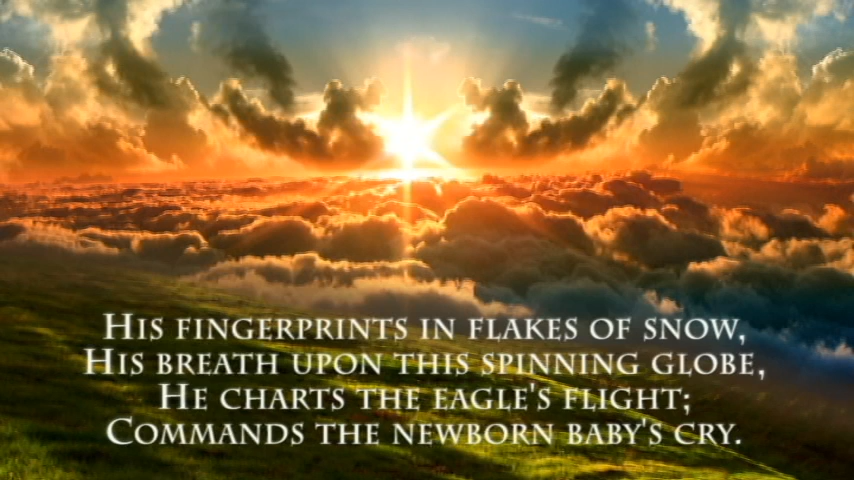 His fingerprints in flakes of snow,
His breath upon this spinning globe,
He charts the eagle's flight;
Commands the newborn baby's cry.